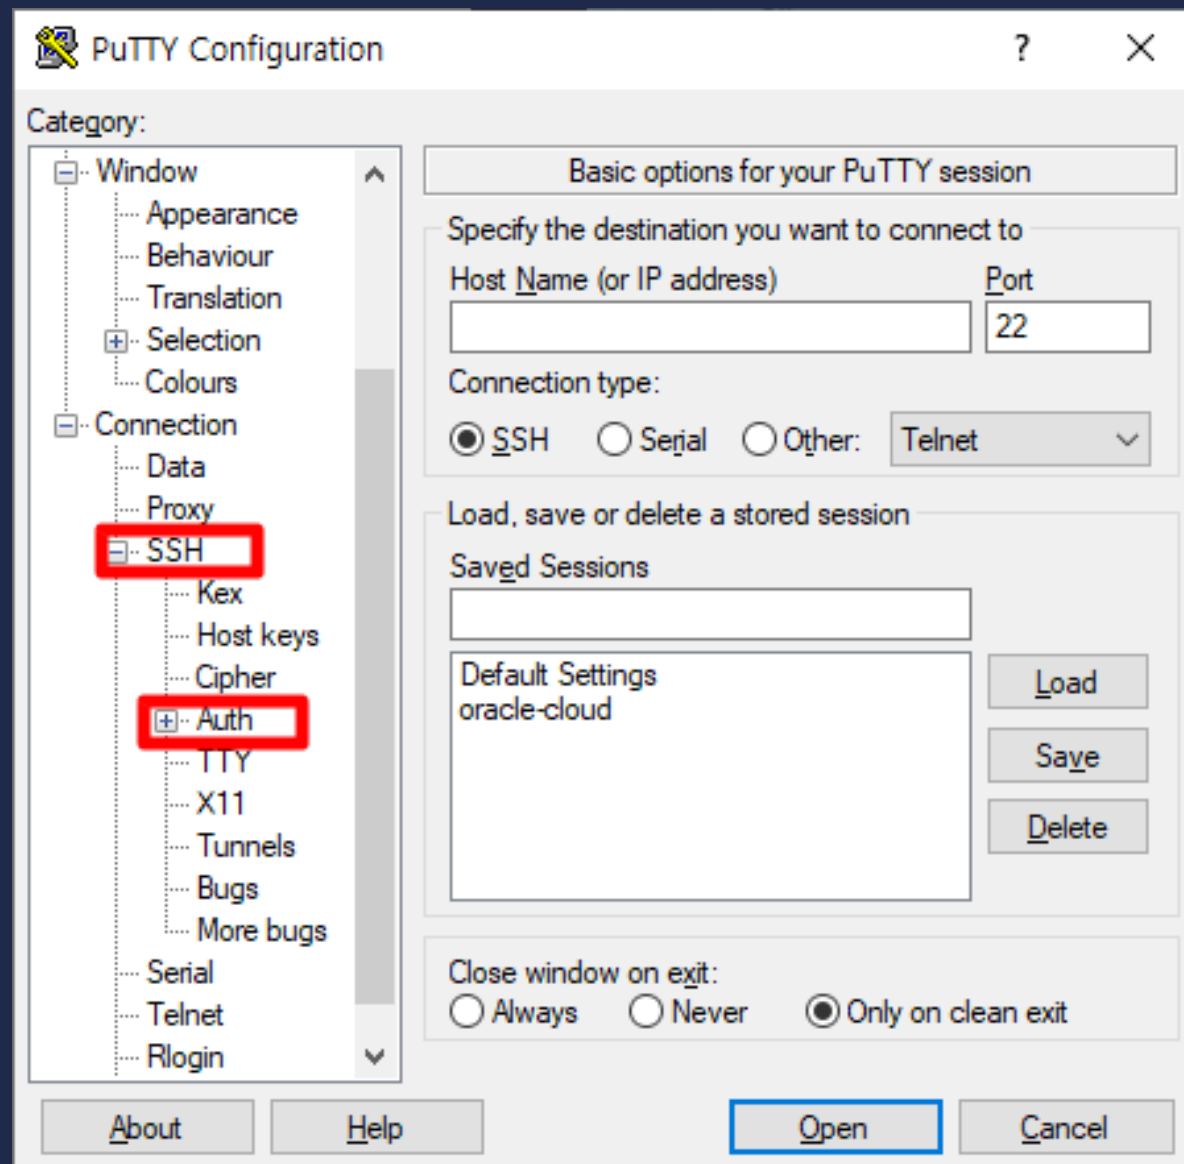 PuTTY Configuration
?
Category:
Window
Appearance
Behaviour
Translation
Selection
Colours
Connection
Data
Proxy
SSH
Kex
Host keys
Cipher
Auth
TTY
X11
Tunnels
Bugs
More bugs
Serial
Telnet
Rlogin
Basic options for your PuTTY session
Specify the destination you want to connect to
Host Name (or IP address) Port
22
Connection type:
SSH Serial Other: Telnet
Load, save or delete a stored session
Saved Sessions
Default Settings
oracle-cloud
Load
Save
Delete
Close window on exit:
Always Never Only on clean exit
About Help Open Cancel